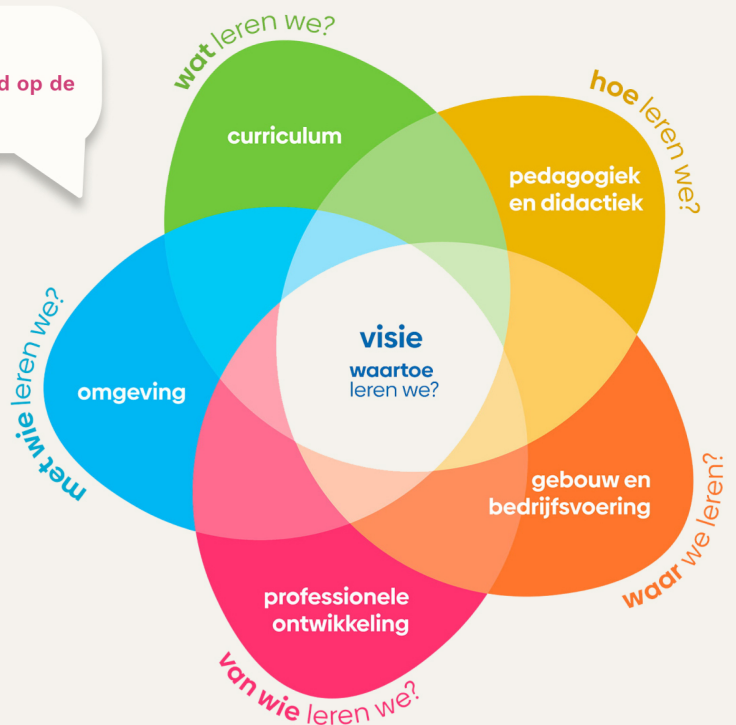 d op de
wat leren we?
curriculum
hoe leren we?
pedagogiek
en didactiek
visie
waartoe
leren we?
met wie leren we?
omgeving
gebouw en
bedrijfsvoering
waar we leren?
professionele
ontwikkeling
van wie leren we?